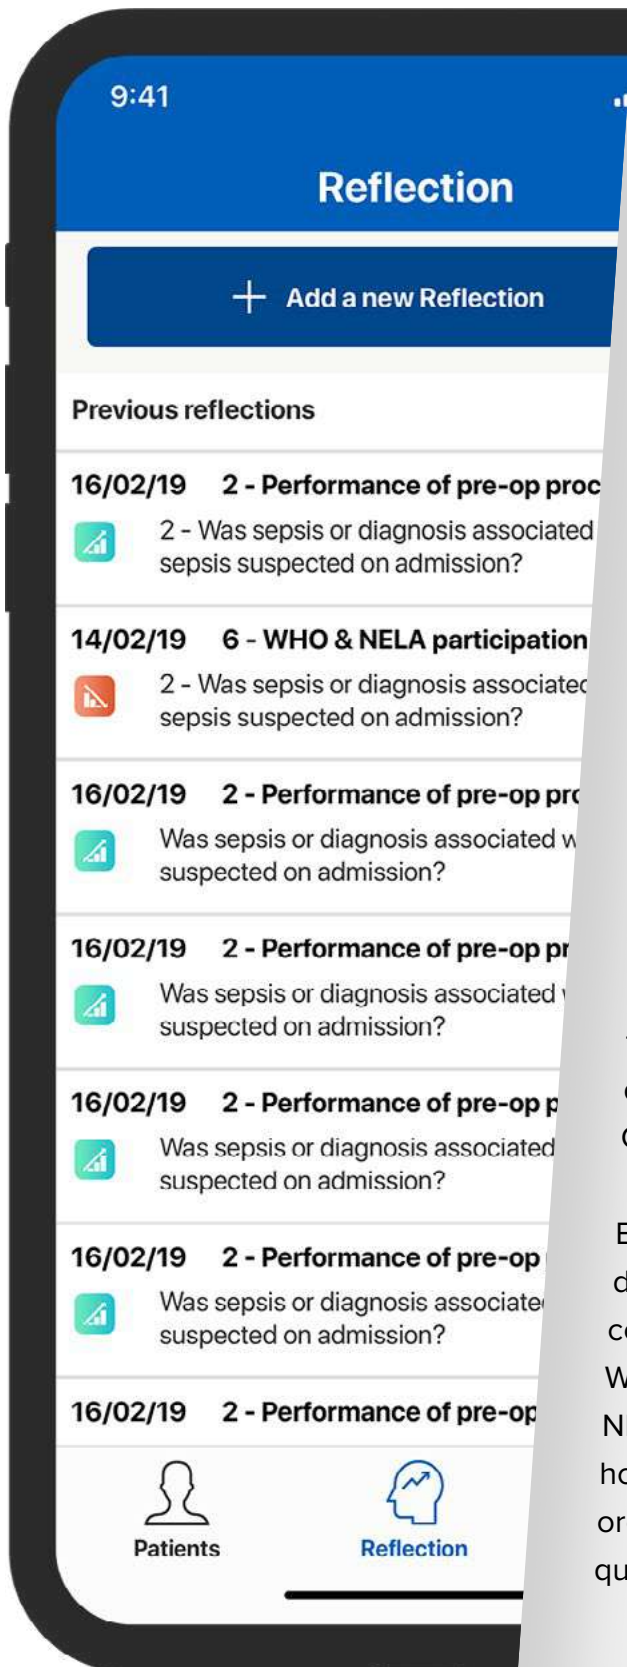 9:41
Reflection
+ Add a new Reflection
Previous reflections
16/02/19 2 - Performance of pre-op
2 - Was sepsis or diagnosis associated
sepsis suspected on admission?
14/02/19 6 - WHO & NELA participation
2 - Was sepsis or diagnosis
sepsis suspected on admission?
16/02/19 2 - Performance of pre-op
Was sepsis or diagnosis associated
suspected on admission?
16/02/19 2 - Performance of pre-op
Was sepsis or diagnosis associated
suspected on admission?
16/02/19 2 - Performance of pre-op
Was sepsis or diagnosis associated
suspected on admission?
16/02/19 2 - Performance of pre-op
Was sepsis or diagnosis
suspected on admission?
16/02/19 2 - Performance of pre-op
Patients Reflection